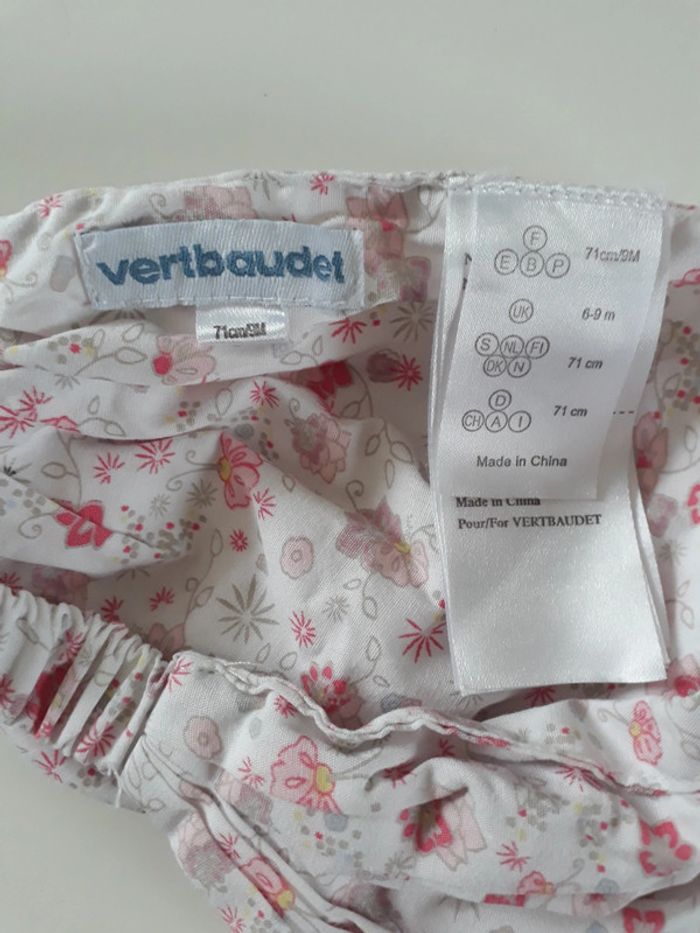 vertbaudet
71cm/9M
F
E B P 71cm/9M
UK 6-9 m
S NL FI
DK N 71 cm
D
CH A I 71 cm
Made in China
Made in China
Pour/For VERTBAUDET